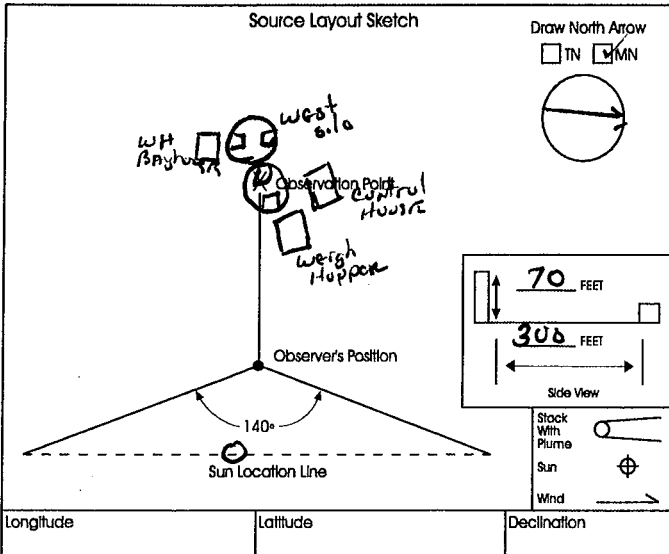 Source Layout Sketch
Draw North Arrow
TN MN
West
silo
WH
Baghouse
Observation Point
Control
House
Weigh
Hopper
70 FEET
300 FEET
Side View
Observer's Position
140°
Sun Location Line
Stack
With
Plume
Sun
Wind
Longitude
Latitude
Declination